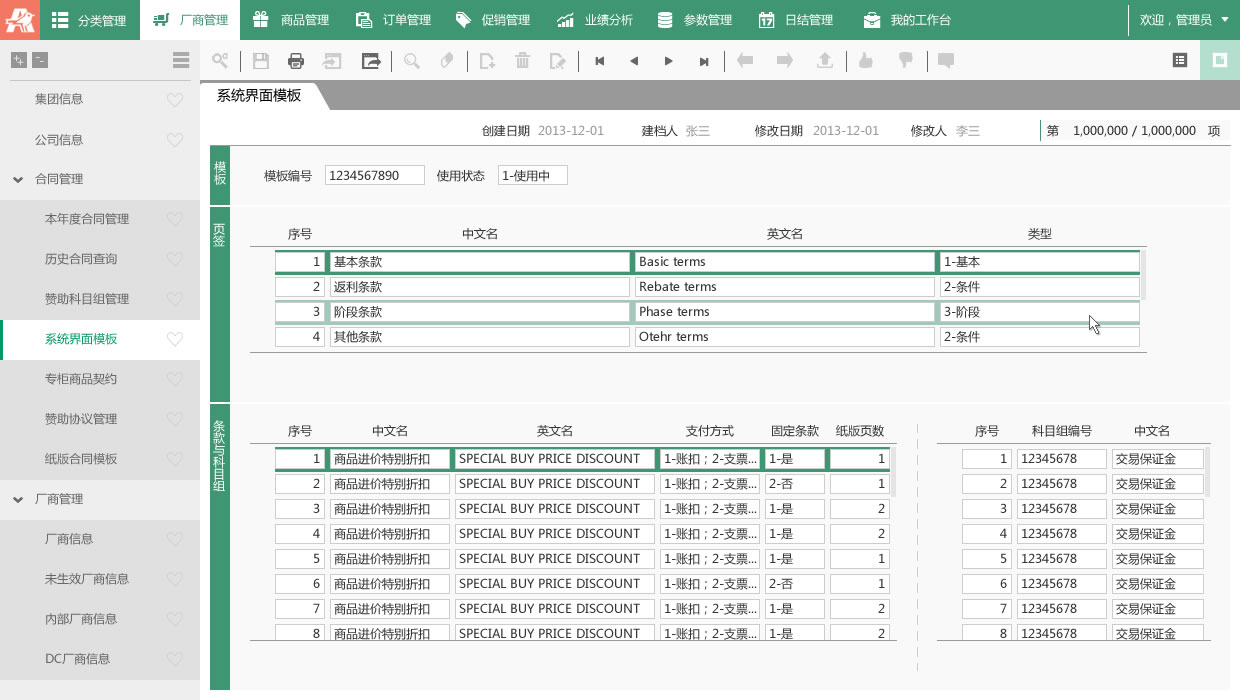 分类管理 厂商管理 商品管理 订单管理 促销管理 业绩分析 参数管理 日结管理 我的工作台 欢迎，管理员
系统界面模板
创建日期 2013-12-01 建档人 张三 修改日期 2013-12-01 修改人 李三 第 1,000,000 / 1,000,000 项
集团信息
公司信息
合同管理
本年度合同管理
历史合同查询
赞助科目组管理
系统界面模板
专柜商品契约
赞助协议管理
纸版合同模板
厂商管理
厂商信息
未生效厂商信息
内部厂商信息
DC厂商信息
模板
模板编号 1234567890 使用状态 1-使用中
页签
序号 中文名 英文名 类型
1 基本条款 Basic terms 1-基本
2 返利条款 Rebate terms 2-条件
3 阶段条款 Phase terms 3-阶段
4 其他条款 Otehr terms 2-条件
条款与科目组
序号 中文名 英文名 支付方式 固定条款 纸版页数
1 商品进价特别折扣 SPECIAL BUY PRICE DISCOUNT 1-账扣；2-支票... 1-是 1
2 商品进价特别折扣 SPECIAL BUY PRICE DISCOUNT 1-账扣；2-支票... 2-否 1
3 商品进价特别折扣 SPECIAL BUY PRICE DISCOUNT 1-账扣；2-支票... 1-是 2
4 商品进价特别折扣 SPECIAL BUY PRICE DISCOUNT 1-账扣；2-支票... 1-是 2
5 商品进价特别折扣 SPECIAL BUY PRICE DISCOUNT 1-账扣；2-支票... 1-是 1
6 商品进价特别折扣 SPECIAL BUY PRICE DISCOUNT 1-账扣；2-支票... 2-否 1
7 商品进价特别折扣 SPECIAL BUY PRICE DISCOUNT 1-账扣；2-支票... 1-是 2
8 商品进价特别折扣 SPECIAL BUY PRICE DISCOUNT 1-账扣；2-支票... 1-是 2
序号 科目组编号 中文名
1 12345678 交易保证金
2 12345678 交易保证金
3 12345678 交易保证金
4 12345678 交易保证金
5 12345678 交易保证金
6 12345678 交易保证金
7 12345678 交易保证金
8 12345678 交易保证金